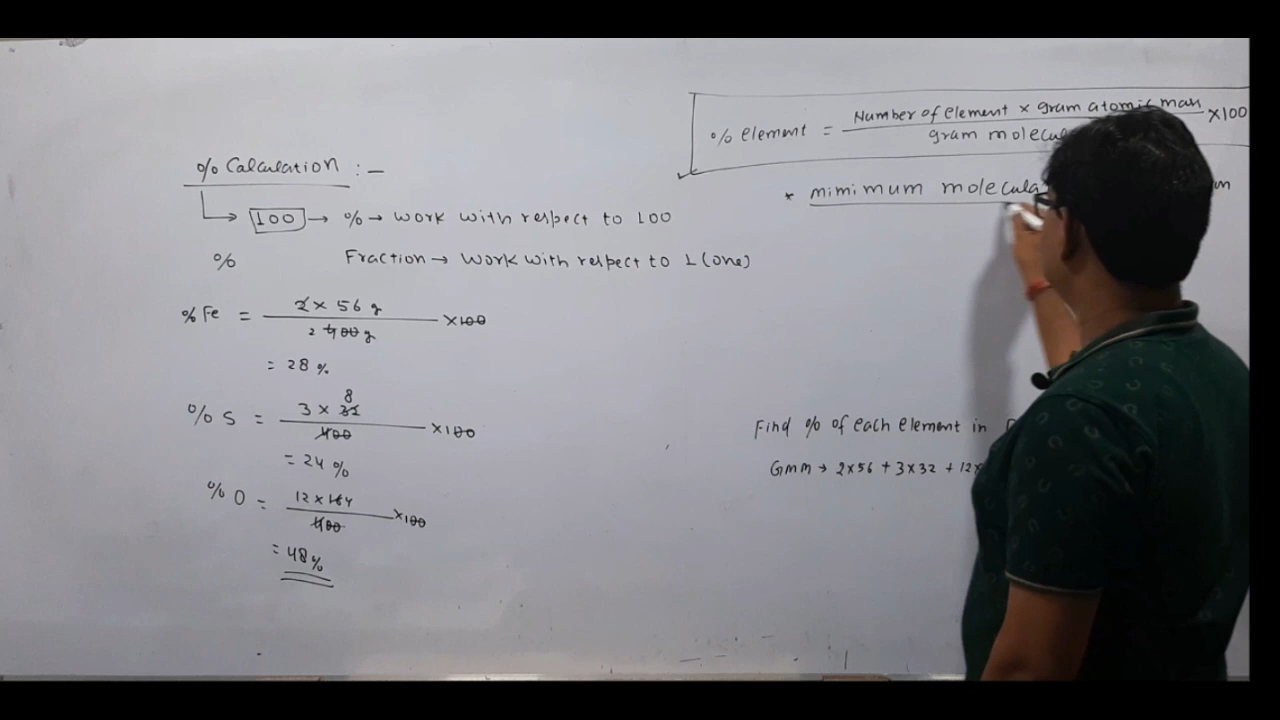 % Calculation :-
100 → % → work with respect to 100
% Fraction → work with respect to 1 (one)
% Fe = 2 × 56 g / 2 400 g × 100
= 28 %
% S = 3 × 32 8 / 400 × 100
= 24 %
% O = 12 × 16 4 / 400 × 100
= 48 %
% element = Number of element × gram atomic mass / gram × 100
* mimimum
Find % of each element in
GMM → 2×56 + 3×32 + 12×